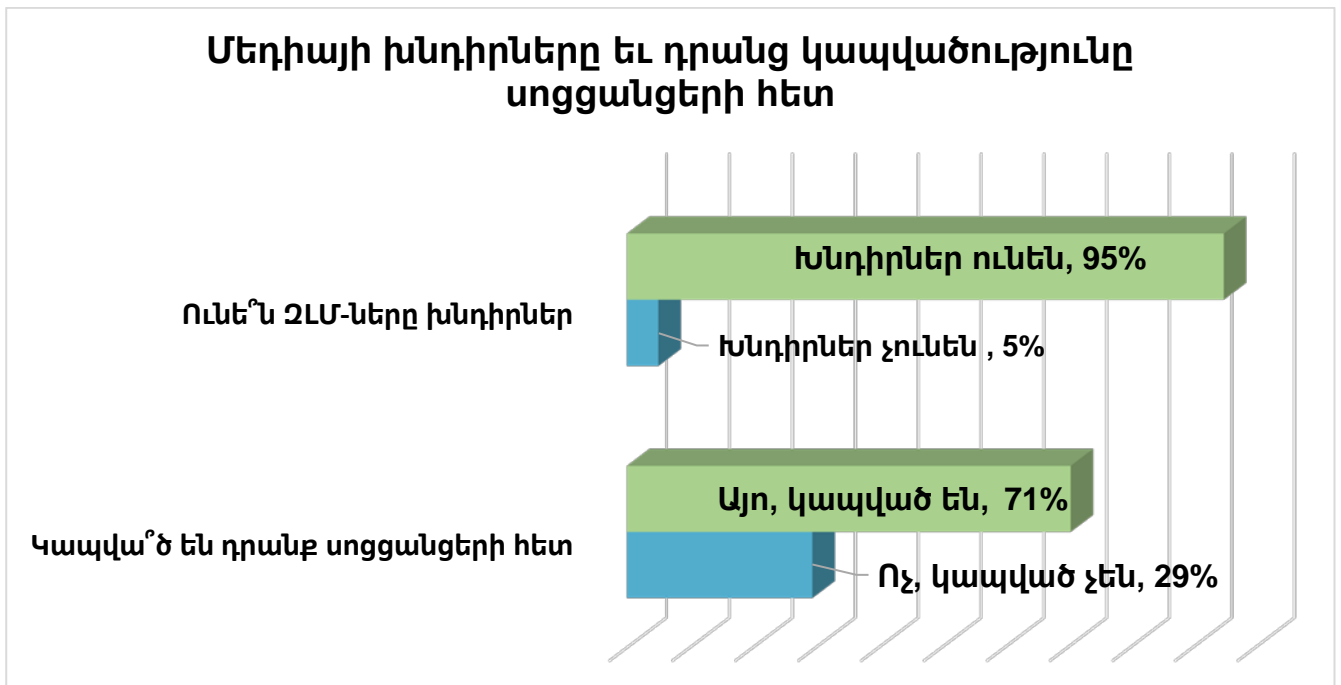 Մեդիայի խնդիրները եւ դրանց կապվածությունը
սոցցանցերի հետ
Խնդիրներ ունեն, 95%
Ունե՞ն ԶԼՄ-ները խնդիրներ
Խնդիրներ չունեն , 5%
Այո, կապված են, 71%
Կապվա՞ծ են դրանք սոցցանցերի հետ
Ոչ, կապված չեն, 29%